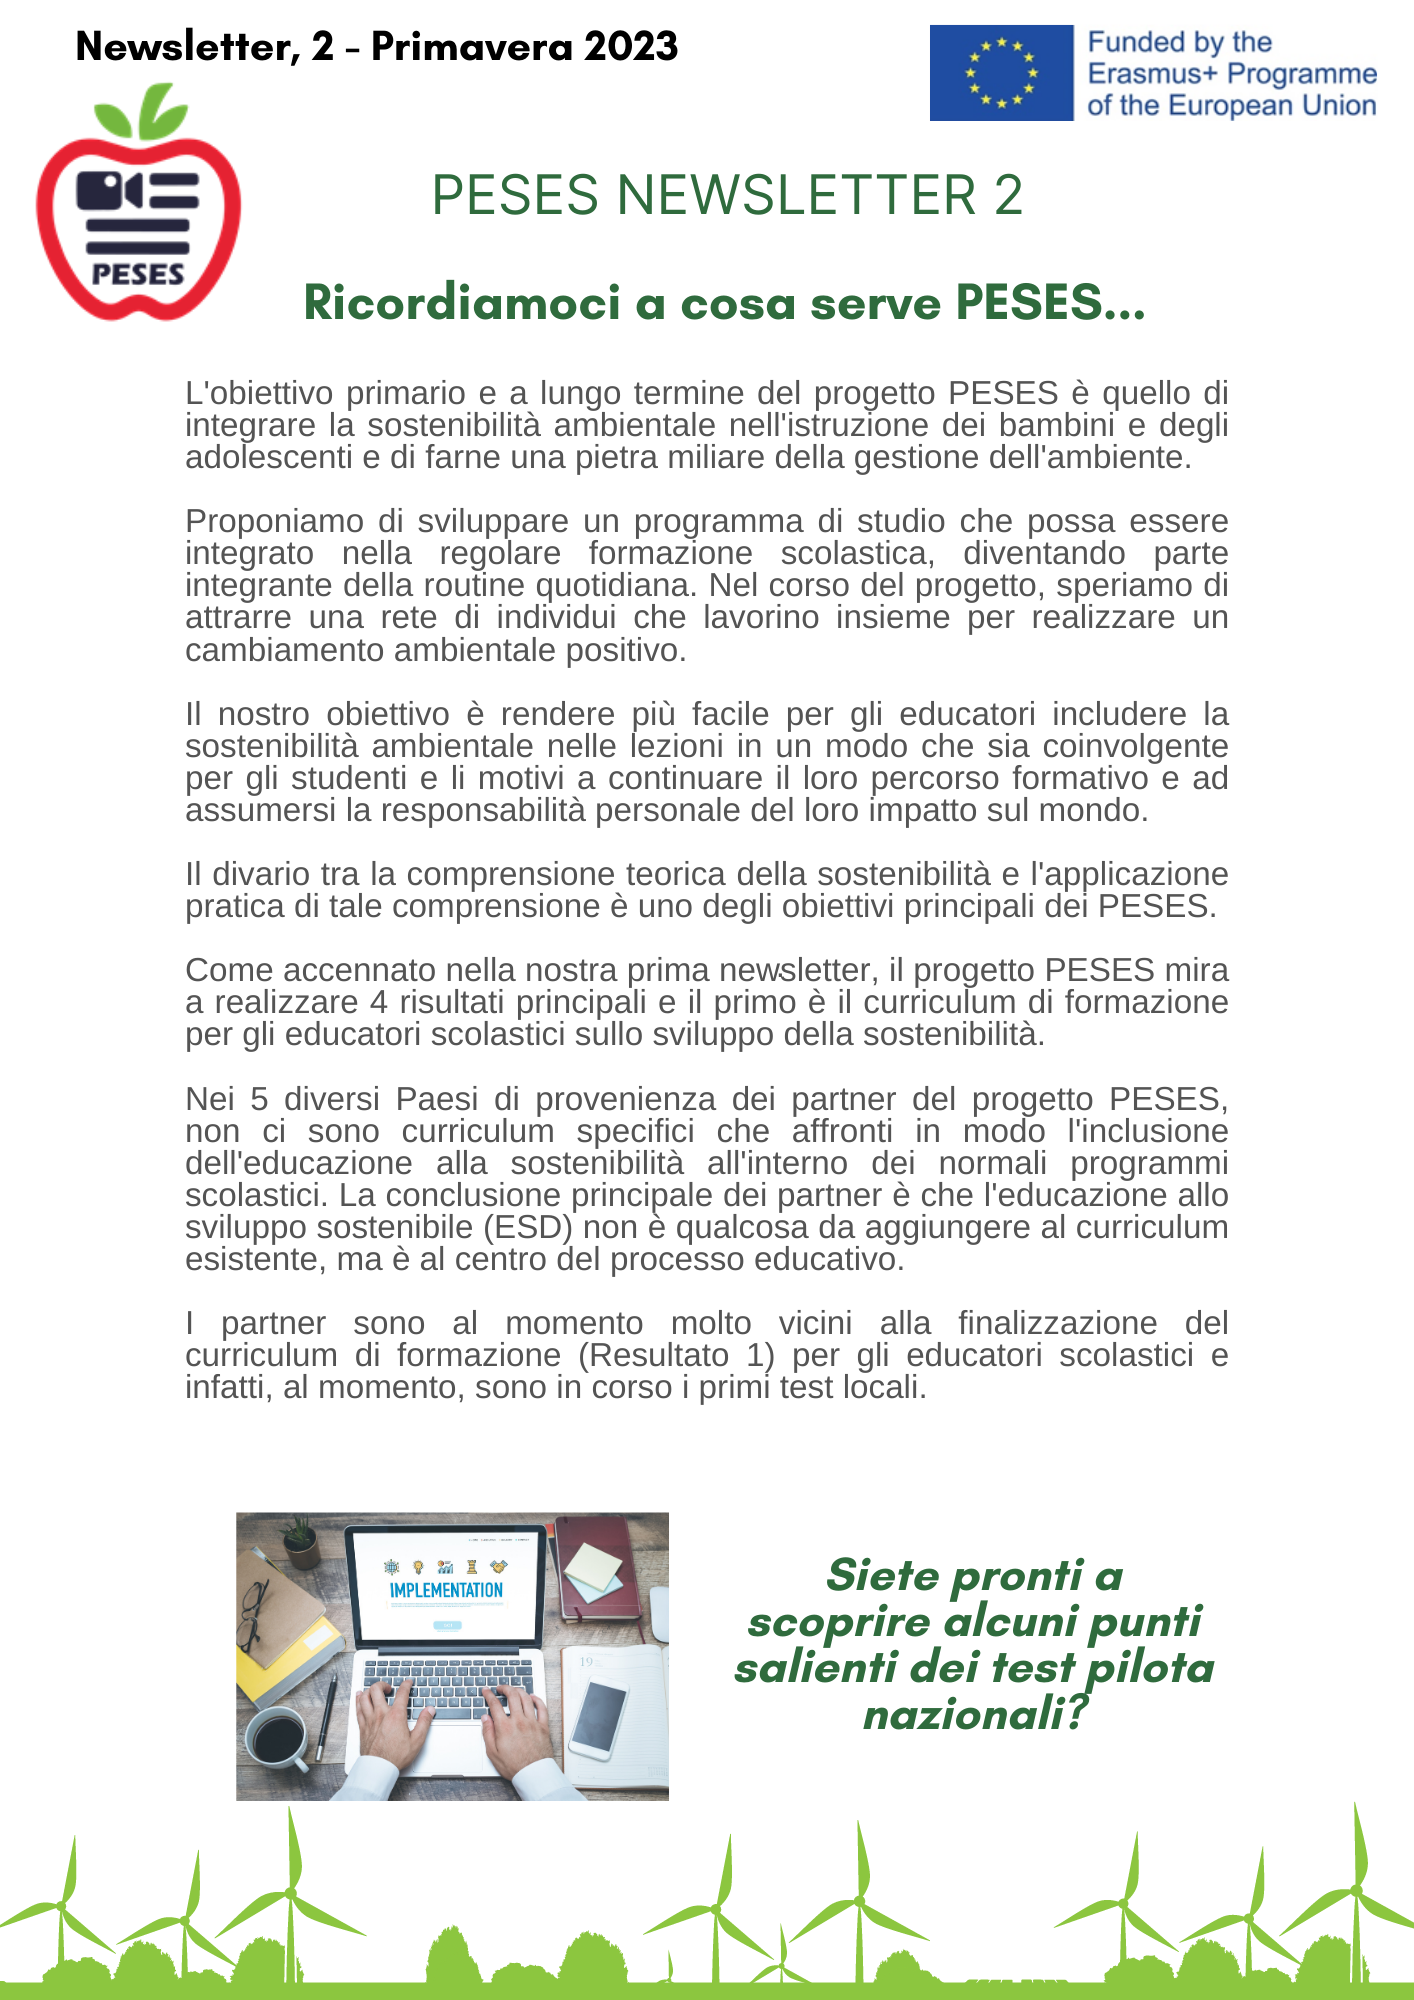 Newsletter, 2 - Primavera 2023
Funded by the
Erasmus+ Programme
of the European Union
PESES
PESES NEWSLETTER 2
Ricordiamoci a cosa serve PESES...
L'obiettivo primario e a lungo termine del progetto PESES è quello di
integrare la sostenibilità ambientale nell'istruzione dei bambini e degli
adolescenti e di farne una pietra miliare della gestione dell'ambiente.
Proponiamo di sviluppare un programma di studio che possa essere
integrato nella regolare formazione scolastica, diventando parte
integrante della routine quotidiana. Nel corso del progetto, speriamo di
attrarre una rete di individui che lavorino insieme per realizzare un
cambiamento ambientale positivo.
Il nostro obiettivo è rendere più facile per gli educatori includere la
sostenibilità ambientale nelle lezioni in un modo che sia coinvolgente
per gli studenti e li motivi a continuare il loro percorso formativo e ad
assumersi la responsabilità personale del loro impatto sul mondo.
Il divario tra la comprensione teorica della sostenibilità e l'applicazione
pratica di tale comprensione è uno degli obiettivi principali dei PESES.
Come accennato nella nostra prima newsletter, il progetto PESES mira
a realizzare 4 risultati principali e il primo è il curriculum di formazione
per gli educatori scolastici sullo sviluppo della sostenibilità.
Nei 5 diversi Paesi di provenienza dei partner del progetto PESES,
non ci sono curriculum specifici che affronti in modo l'inclusione
dell'educazione alla sostenibilità all'interno dei normali programmi
scolastici. La conclusione principale dei partner è che l'educazione allo
sviluppo sostenibile (ESD) non è qualcosa da aggiungere al curriculum
esistente, ma è al centro del processo educativo.
I partner sono al momento molto vicini alla finalizzazione del
curriculum di formazione (Resultato 1) per gli educatori scolastici e
infatti, al momento, sono in corso i primi test locali.
IMPLEMENTATION
19
Siete pronti a
scoprire alcuni punti
salienti dei test pilota
nazionali?